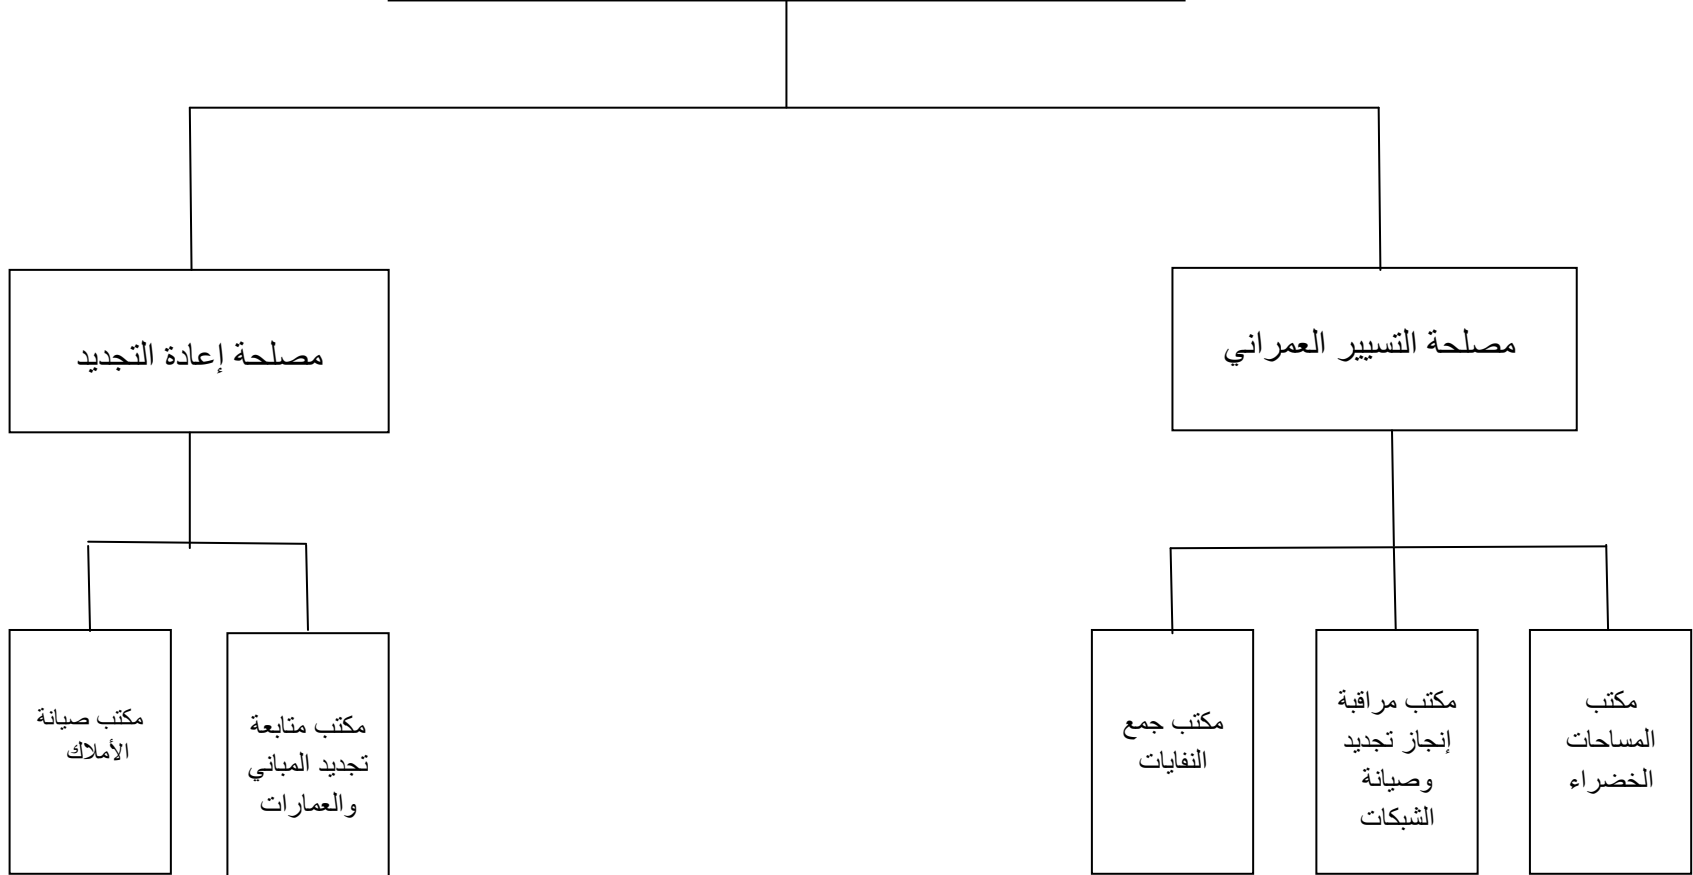 مصلحة التسيير العمراني
مصلحة إعادة التجديد
مكتب
المساحات
الخضراء
مكتب مراقبة
إنجاز تجديد
وصيانة
الشبكات
مكتب جمع
النفايات
مكتب متابعة
تجديد المباني
والعمارات
مكتب صيانة
الأملاك